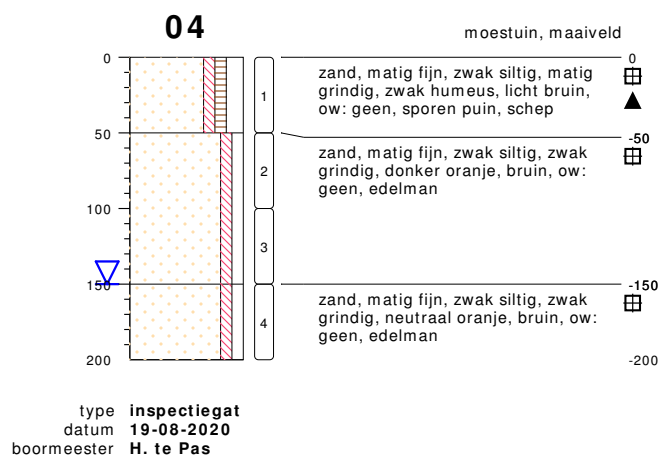 04
moestuin, maaiveld
0
0
zand, matig fijn, zwak siltig, matig
grindig, zwak humeus, licht bruin,
ow: geen, sporen puin, schep
1
50
-50
zand, matig fijn, zwak siltig, zwak
grindig, donker oranje, bruin, ow:
geen, edelman
2
100
3
150
-150
zand, matig fijn, zwak siltig, zwak
grindig, neutraal oranje, bruin, ow:
geen, edelman
4
200
-200
type inspectiegat
datum 19-08-2020
boormeester H. te Pas